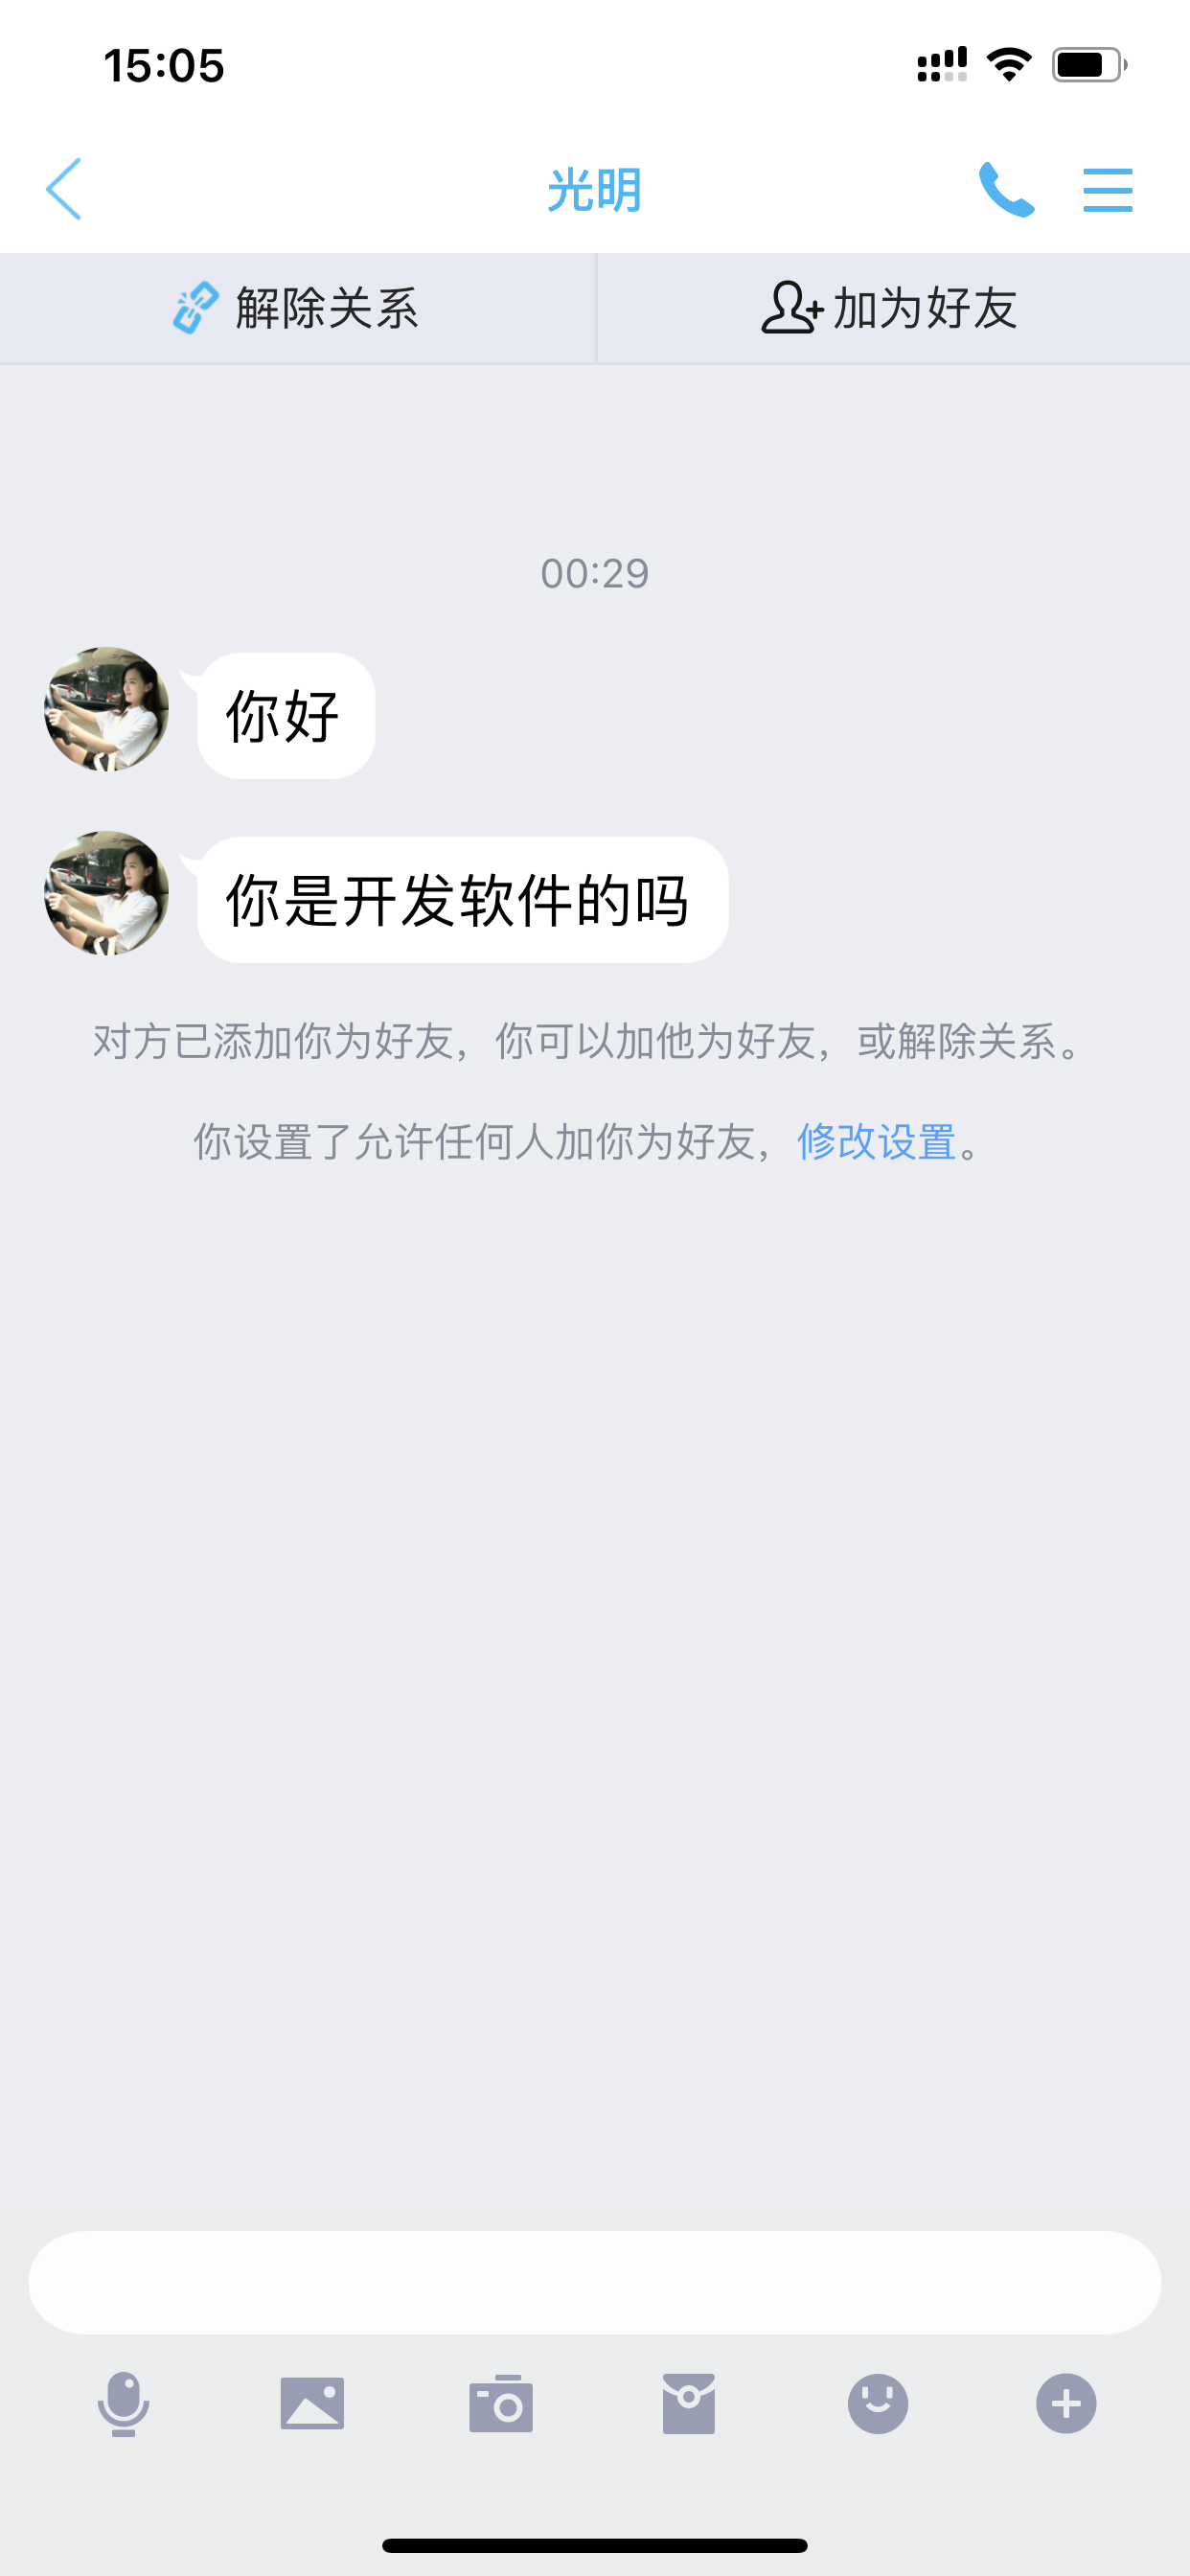 15:05
光明
解除关系
加为好友
00:29
你好
你是开发软件的吗
对方已添加你为好友，你可以加他为好友，或解除关系。
你设置了允许任何人加你为好友，修改设置。